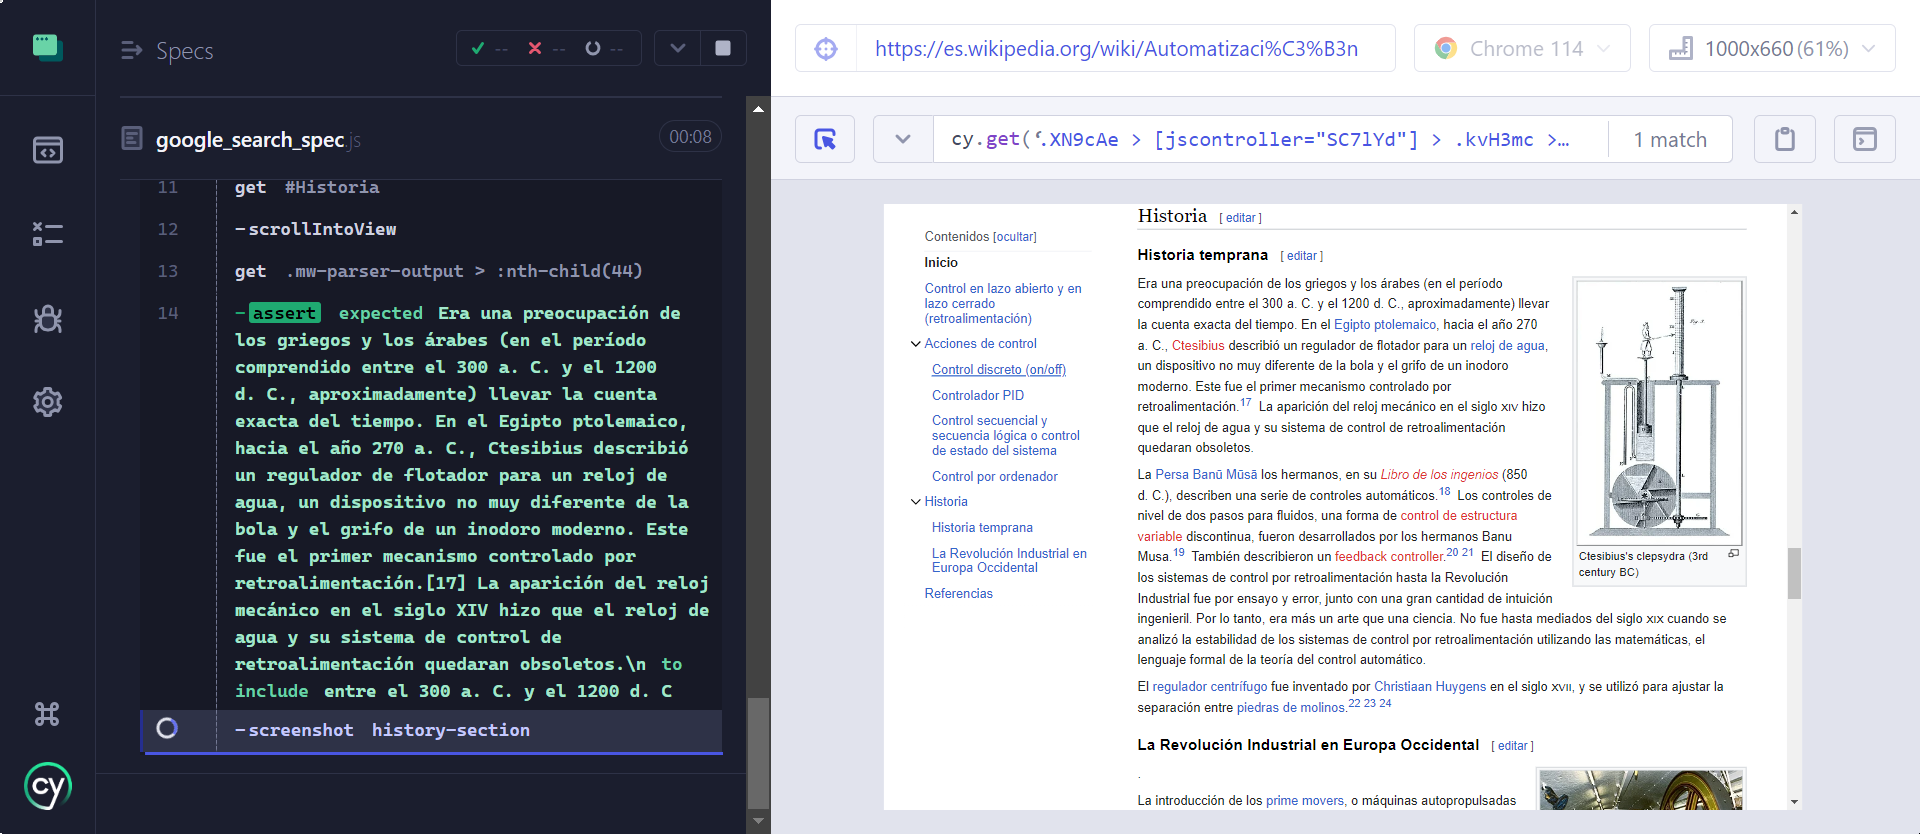 Specs
--
--
--
google_search_spec.js
00:08
11 get #Historia
12 -scrollIntoView
13 get .mw-parser-output > :nth-child(44)
14 -assert expected Era una preocupación de
los griegos y los árabes (en el período
comprendido entre el 300 a. C. y el 1200
d. C., aproximadamente) llevar la cuenta
exacta del tiempo. En el Egipto ptolemaico,
hacia el año 270 a. C., Ctesibius describió
un regulador de flotador para un reloj de
agua, un dispositivo no muy diferente de la
bola y el grifo de un inodoro moderno. Este
fue el primer mecanismo controlado por
retroalimentación.[17] La aparición del reloj
mecánico en el siglo XIV hizo que el reloj de
agua y su sistema de control de
retroalimentación quedaran obsoletos.\n to
include entre el 300 a. C. y el 1200 d. C
-screenshot history-section
cy
https://es.wikipedia.org/wiki/Automatizaci%C3%B3n
Chrome 114
1000x660 (61%)
cy.get('.XN9cAe > [jscontroller="SC7lYd"] > .kvH3mc >…
1 match
Contenidos [ocultar]
Inicio
Control en lazo abierto y en
lazo cerrado
(retroalimentación)
Acciones de control
Control discreto (on/off)
Controlador PID
Control secuencial y
secuencia lógica o control
de estado del sistema
Control por ordenador
Historia
Historia temprana
La Revolución Industrial en
Europa Occidental
Referencias
Historia [ editar ]
Historia temprana [ editar ]
Era una preocupación de los griegos y los árabes (en el período
comprendido entre el 300 a. C. y el 1200 d. C., aproximadamente) llevar
la cuenta exacta del tiempo. En el Egipto ptolemaico, hacia el año 270
a. C., Ctesibius describió un regulador de flotador para un reloj de agua,
un dispositivo no muy diferente de la bola y el grifo de un inodoro
moderno. Este fue el primer mecanismo controlado por
retroalimentación.17 La aparición del reloj mecánico en el siglo XIV hizo
que el reloj de agua y su sistema de control de retroalimentación
quedaran obsoletos.
La Persa Banū Mūsā los hermanos, en su Libro de los ingenios (850
d. C.), describen una serie de controles automáticos.18 Los controles de
nivel de dos pasos para fluidos, una forma de control de estructura
variable discontinua, fueron desarrollados por los hermanos Banu
Musa.19 También describieron un feedback controller.20 21 El diseño de
los sistemas de control por retroalimentación hasta la Revolución
Industrial fue por ensayo y error, junto con una gran cantidad de intuición
ingenieril. Por lo tanto, era más un arte que una ciencia. No fue hasta mediados del siglo XIX cuando se
analizó la estabilidad de los sistemas de control por retroalimentación utilizando las matemáticas, el
lenguaje formal de la teoría del control automático.
El regulador centrífugo fue inventado por Christiaan Huygens en el siglo XVII, y se utilizó para ajustar la
separación entre piedras de molinos.22 23 24
Ctesibius's clepsydra (3rd
century BC)
La Revolución Industrial en Europa Occidental [ editar ]
.
La introducción de los prime movers, o máquinas autopropulsadas